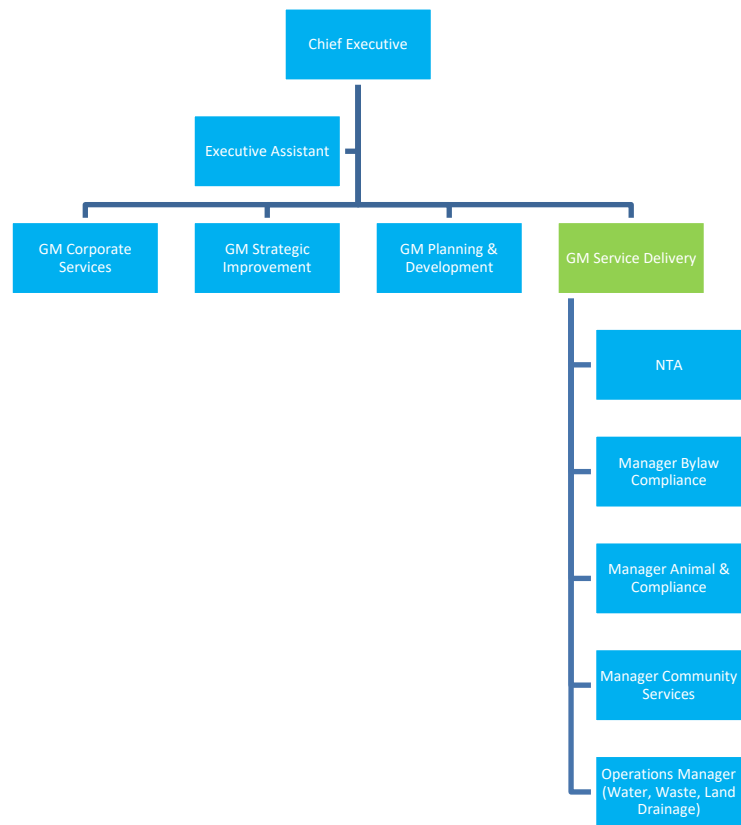 Chief Executive
Executive Assistant
GM Corporate
Services
GM Strategic
Improvement
GM Planning &
Development
GM Service Delivery
NTA
Manager Bylaw
Compliance
Manager Animal &
Compliance
Manager Community
Services
Operations Manager
(Water, Waste, Land
Drainage)